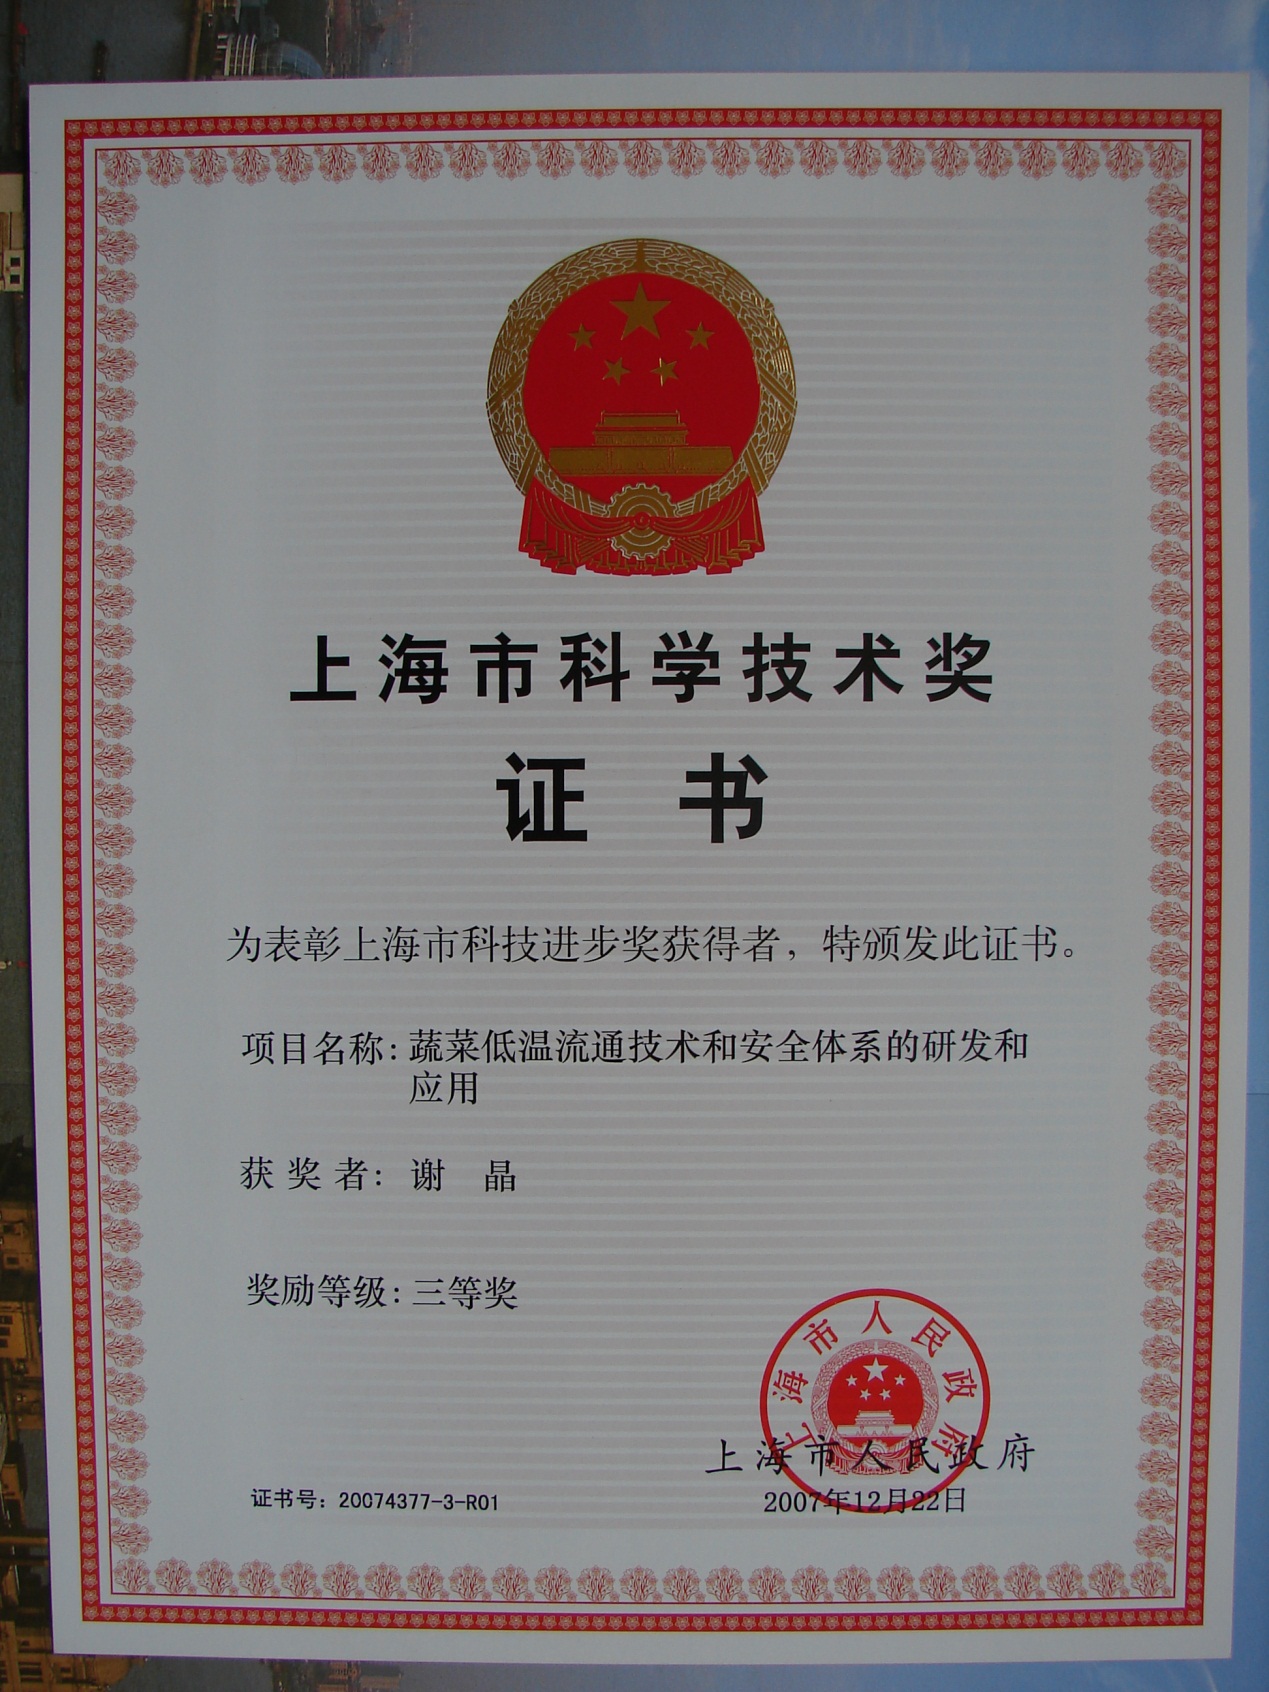 上海市科学技术奖
证 书
为表彰上海市科技进步奖获得者，特颁发此证书。
项目名称：蔬菜低温流通技术和安全体系的研发和
应用
获 奖 者：谢 晶
奖励等级：三等奖
上海市人民政府
上海市人民政府
2007年12月22日
证书号：20074377-3-R01